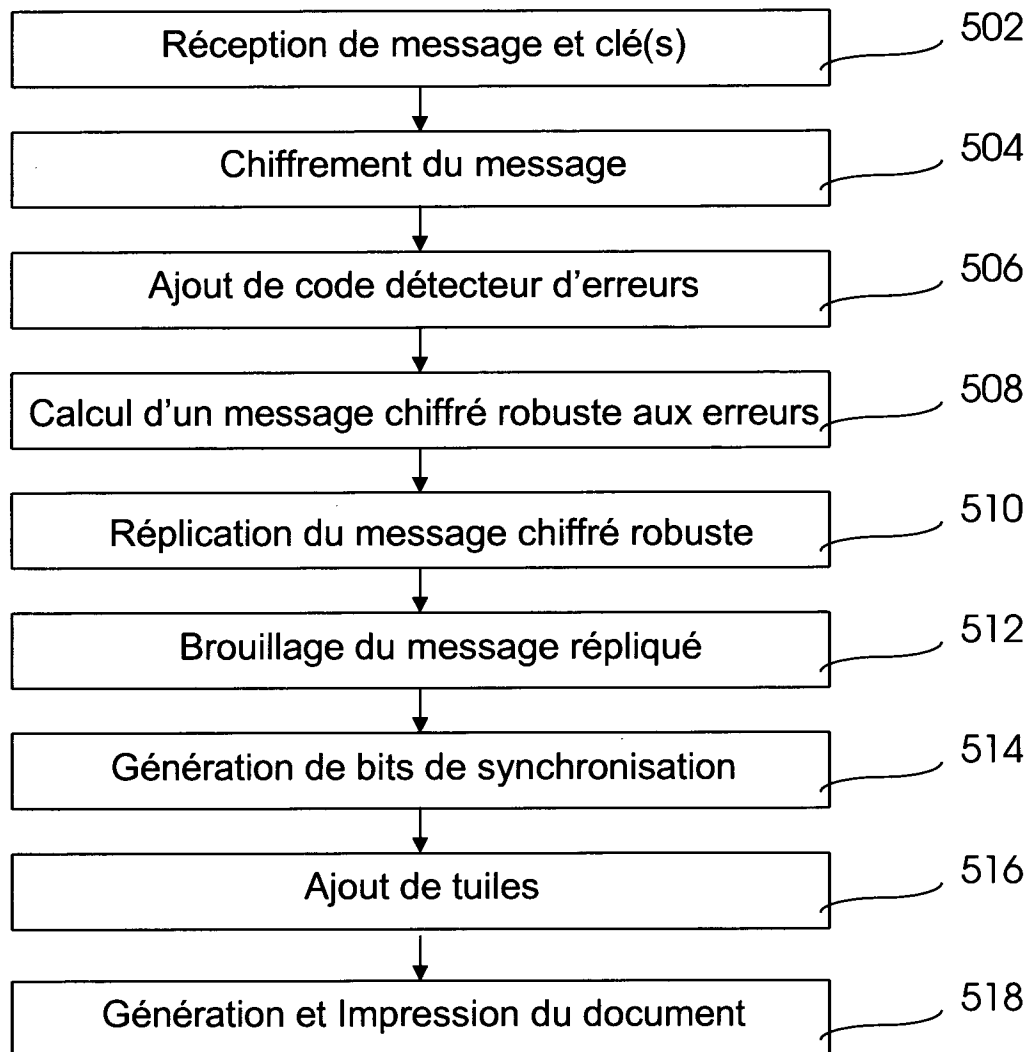 Réception de message et clé(s) 502
Chiffrement du message 504
Ajout de code détecteur d'erreurs 506
Calcul d'un message chiffré robuste aux erreurs 508
Réplication du message chiffré robuste 510
Brouillage du message répliqué 512
Génération de bits de synchronisation 514
Ajout de tuiles 516
Génération et Impression du document 518